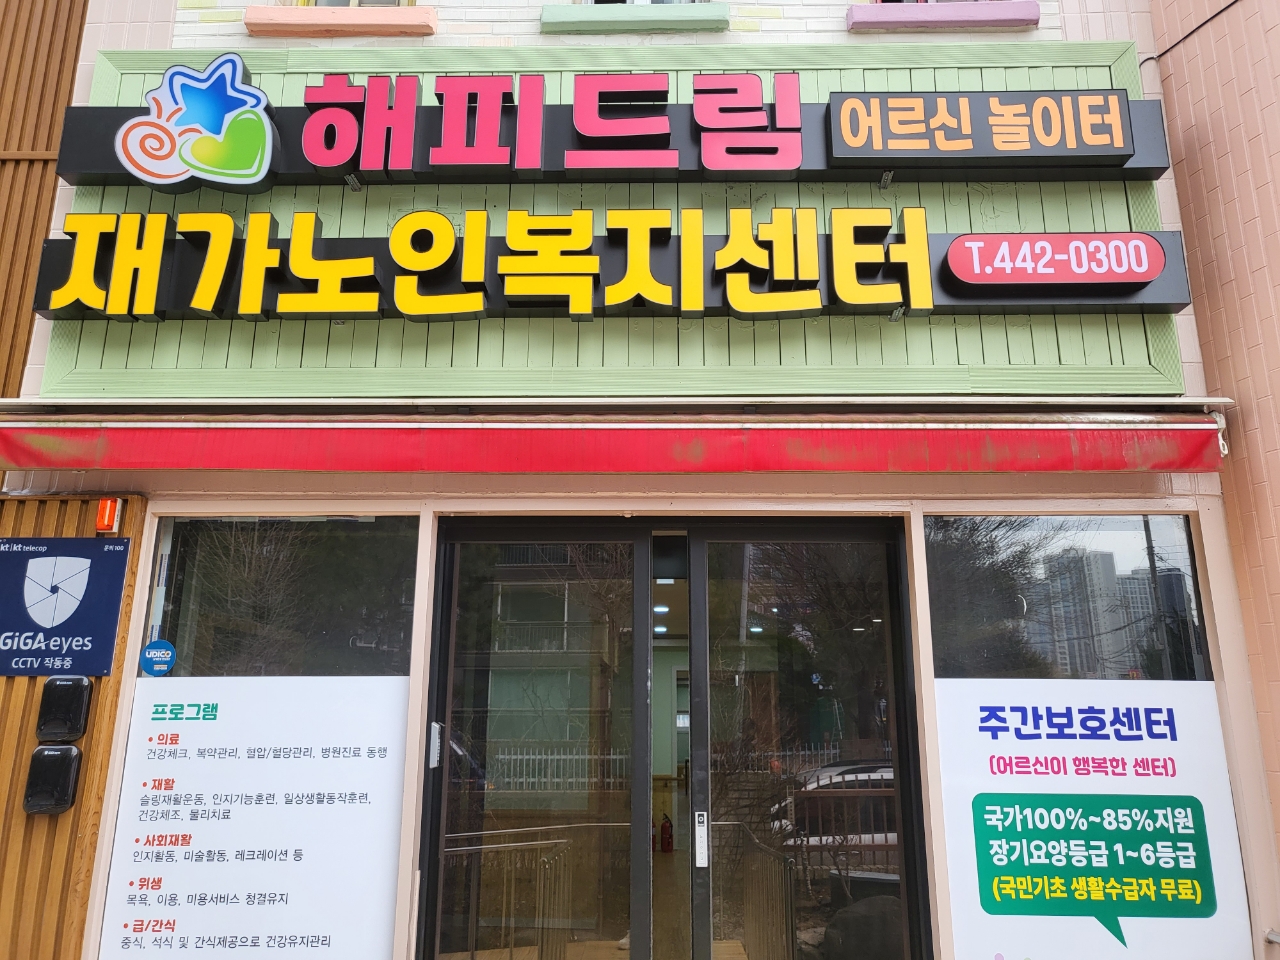 해피드림 어르신 놀이터
재가노인복지센터 T.442-0300
kt | kt telecop 문의 100
GiGAeyes
CCTV 작동중
UDICO
프로그램
• 의료
건강체크, 복약관리, 혈압/혈당관리, 병원진료 동행
• 재활
슬링재활운동, 인지기능훈련, 일상생활동작훈련,
건강체조, 물리치료
• 사회재활
인지활동, 미술활동, 레크레이션 등
• 위생
목욕, 이용, 미용서비스 청결유지
• 급/간식
중식, 석식 및 간식제공으로 건강유지관리
주간보호센터
(어르신이 행복한 센터)
국가100%~85%지원
장기요양등급 1~6등급
(국민기초 생활수급자 무료)